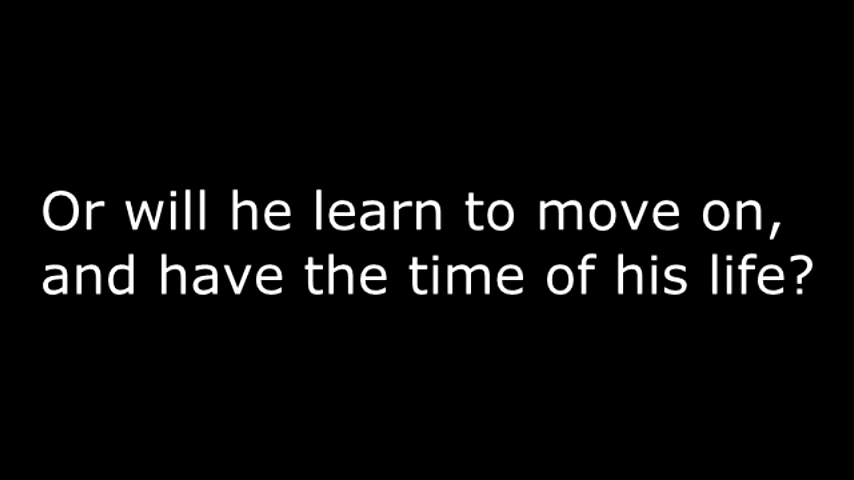 Or will he learn to move on,
and have the time of his life?